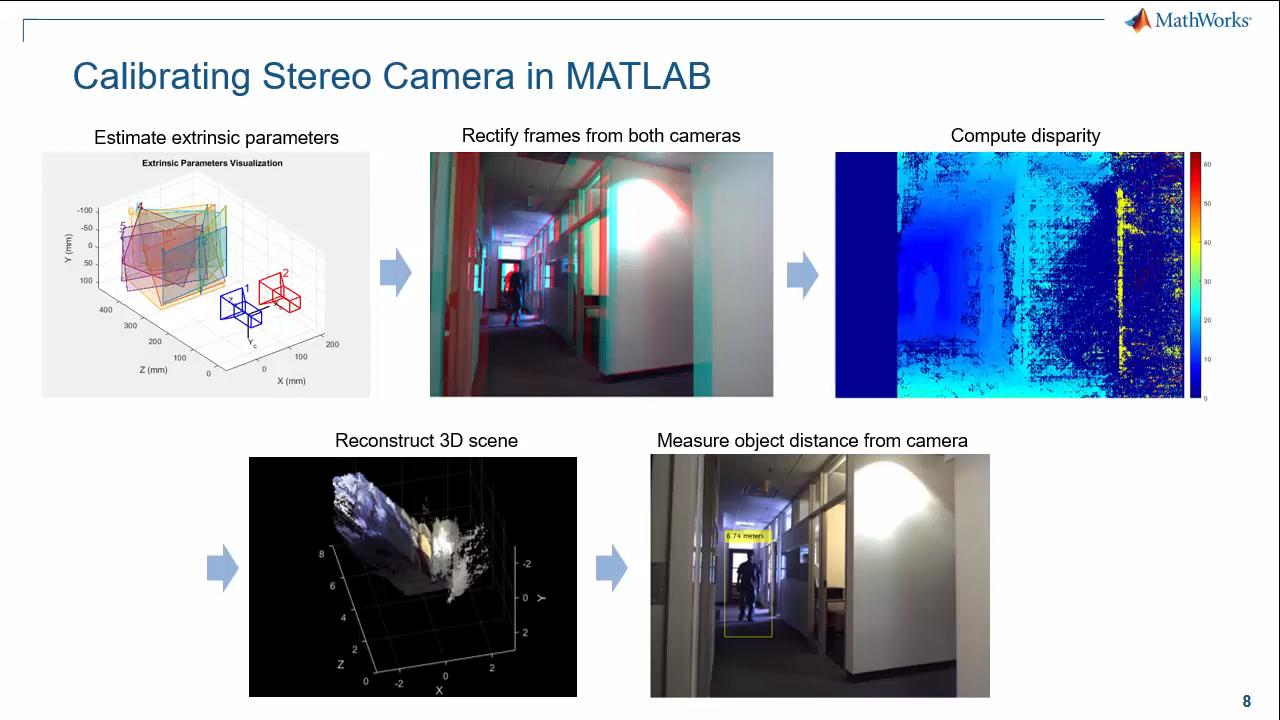 MathWorks®
Calibrating Stereo Camera in MATLAB
Estimate extrinsic parameters
Rectify frames from both cameras
Compute disparity
Extrinsic Parameters Visualization
-100
-50
0
50
100
Y (mm)
400
300
200
100
0
Z (mm)
0
100
200
X (mm)
1
2
Yc
60
50
40
30
20
10
0
Reconstruct 3D scene
Measure object distance from camera
8
6
4
2
0
Z
-2
0
2
X
-2
0
2
Y
6.74 meters
8